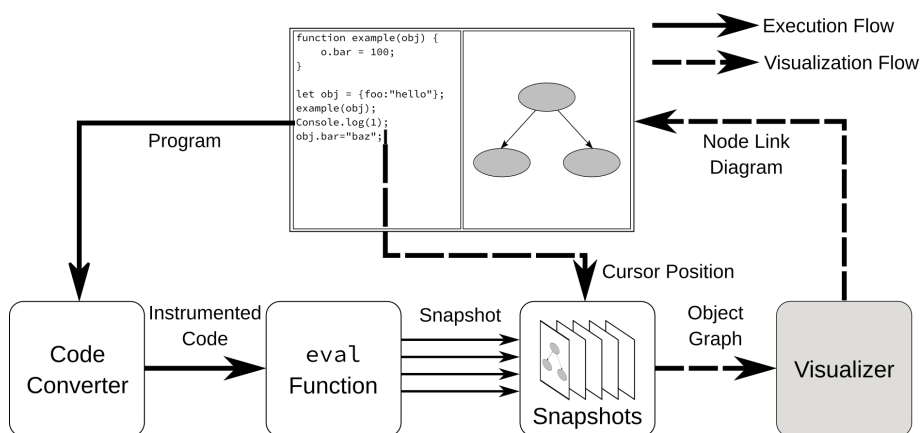 function example(obj) {
    o.bar = 100;
}
let obj = {foo:"hello"};
example(obj);
Console.log(1);
obj.bar="baz";
Execution Flow
Visualization Flow
Program
Node Link
Diagram
Cursor Position
Instrumented
Code
Snapshot
Object
Graph
Code
Converter
eval
Function
Snapshots
Visualizer